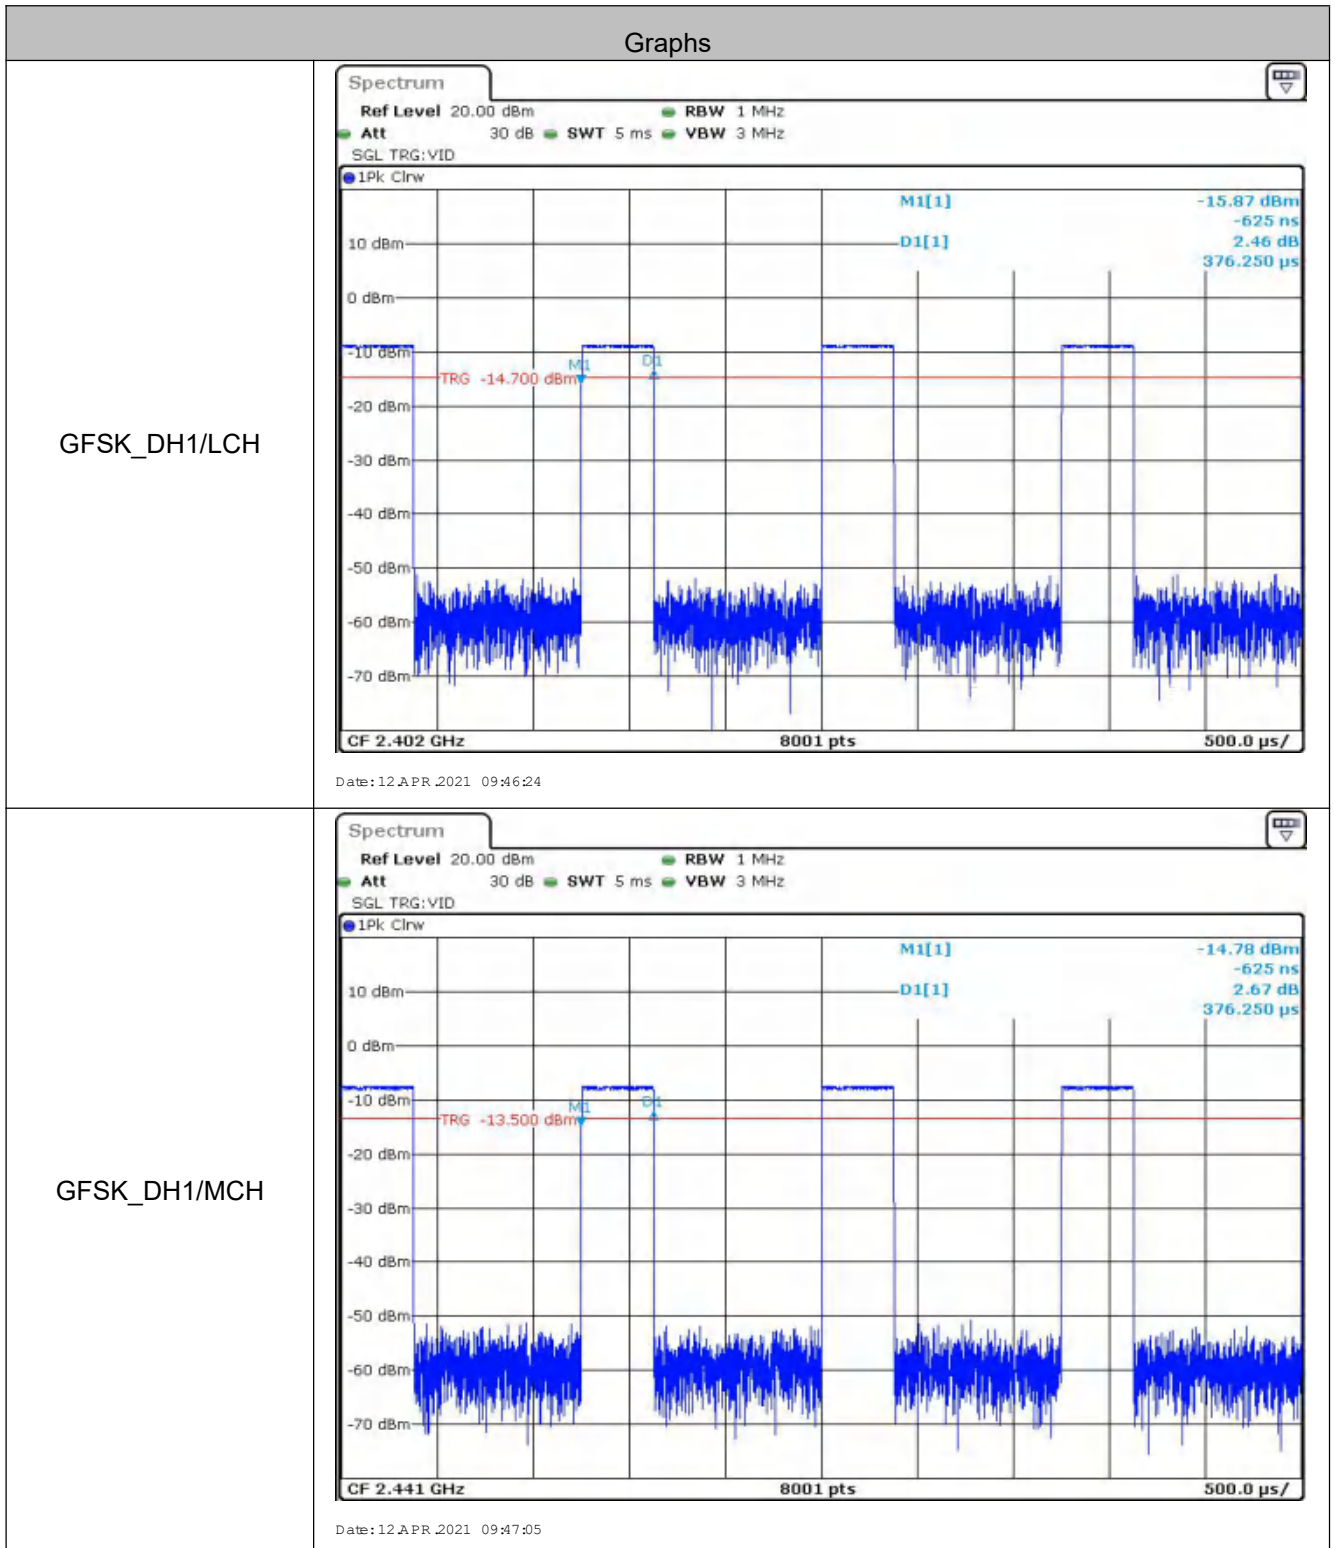 Graphs
GFSK_DH1/LCH
Spectrum
Ref Level 20.00 dBm RBW 1 MHz
Att 30 dB SWT 5 ms VBW 3 MHz
SGL TRG:VID
1Pk Clrw
M1[1] -15.87 dBm
-625 ns
10 dBm D1[1] 2.46 dB
376.250 µs
0 dBm
-10 dBm
M1 D1
TRG -14.700 dBm
-20 dBm
-30 dBm
-40 dBm
-50 dBm
-60 dBm
-70 dBm
CF 2.402 GHz 8001 pts 500.0 µs/
Date:12.APR.2021 09:46:24
GFSK_DH1/MCH
Spectrum
Ref Level 20.00 dBm RBW 1 MHz
Att 30 dB SWT 5 ms VBW 3 MHz
SGL TRG:VID
1Pk Clrw
M1[1] -14.78 dBm
-625 ns
10 dBm D1[1] 2.67 dB
376.250 µs
0 dBm
-10 dBm
M1 D1
TRG -13.500 dBm
-20 dBm
-30 dBm
-40 dBm
-50 dBm
-60 dBm
-70 dBm
CF 2.441 GHz 8001 pts 500.0 µs/
Date:12.APR.2021 09:47:05